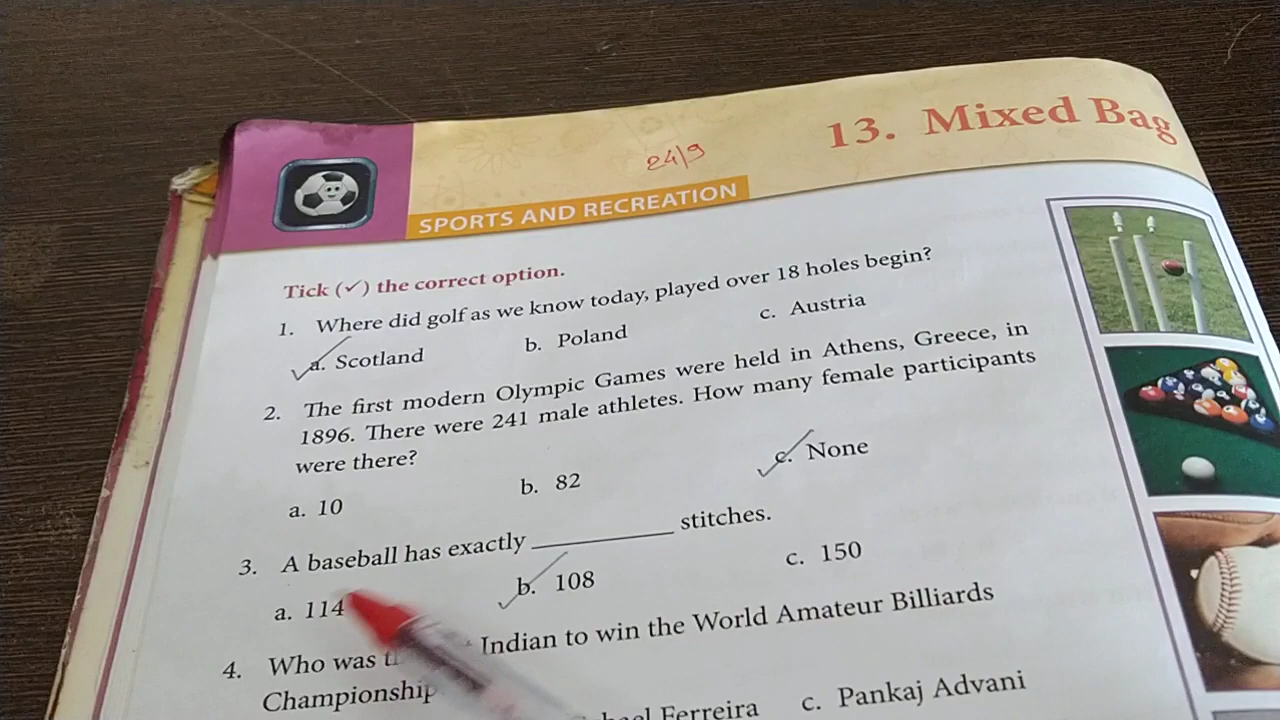 13. Mixed Bag
24/9
SPORTS AND RECREATION
Tick (✓) the correct option.
1. Where did golf as we know today, played over 18 holes begin?
a. Scotland b. Poland c. Austria
2. The first modern Olympic Games were held in Athens, Greece, in
1896. There were 241 male athletes. How many female participants
were there?
a. 10 b. 82 c. None
3. A baseball has exactly __________ stitches.
a. 114 b. 108 c. 150
4. Who was Indian to win the World Amateur Billiards
Championship
Ferreira c. Pankaj Advani